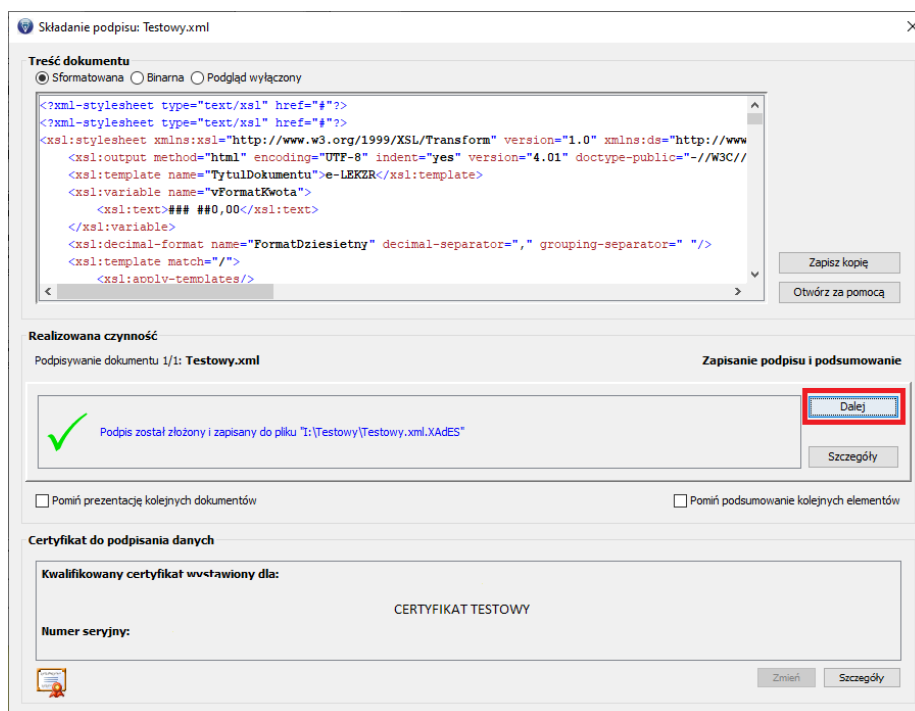 Składanie podpisu: Testowy.xml
Treść dokumentu
Sformatowana Binarna Podgląd wyłączony
<?xml-stylesheet type="text/xsl" href="#"?>
<?xml-stylesheet type="text/xsl" href="#"?>
<xsl:stylesheet xmlns:xsl="http://www.w3.org/1999/XSL/Transform" version="1.0" xmlns:ds="http://www
<xsl:output method="html" encoding="UTF-8" indent="yes" version="4.01" doctype-public="-//W3C//
<xsl:template name="TytulDokumentu">e-LEKZR</xsl:template>
<xsl:variable name="vFormatKwota">
<xsl:text>### ##0,00</xsl:text>
</xsl:variable>
<xsl:decimal-format name="FormatDziesietny" decimal-separator="," grouping-separator=" "/>
<xsl:template match="/">
<xsl:apply-templates/>
Zapisz kopię
Otwórz za pomocą
Realizowana czynność
Podpisywanie dokumentu 1/1: Testowy.xml Zapisanie podpisu i podsumowanie
Dalej
Podpis został złożony i zapisany do pliku "I:\Testowy\Testowy.xml.XAdES"
Szczegóły
Pomiń prezentację kolejnych dokumentów Pomiń podsumowanie kolejnych elementów
Certyfikat do podpisania danych
Kwalifikowany certyfikat wystawiony dla:
CERTYFIKAT TESTOWY
Numer seryjny:
Zmień Szczegóły